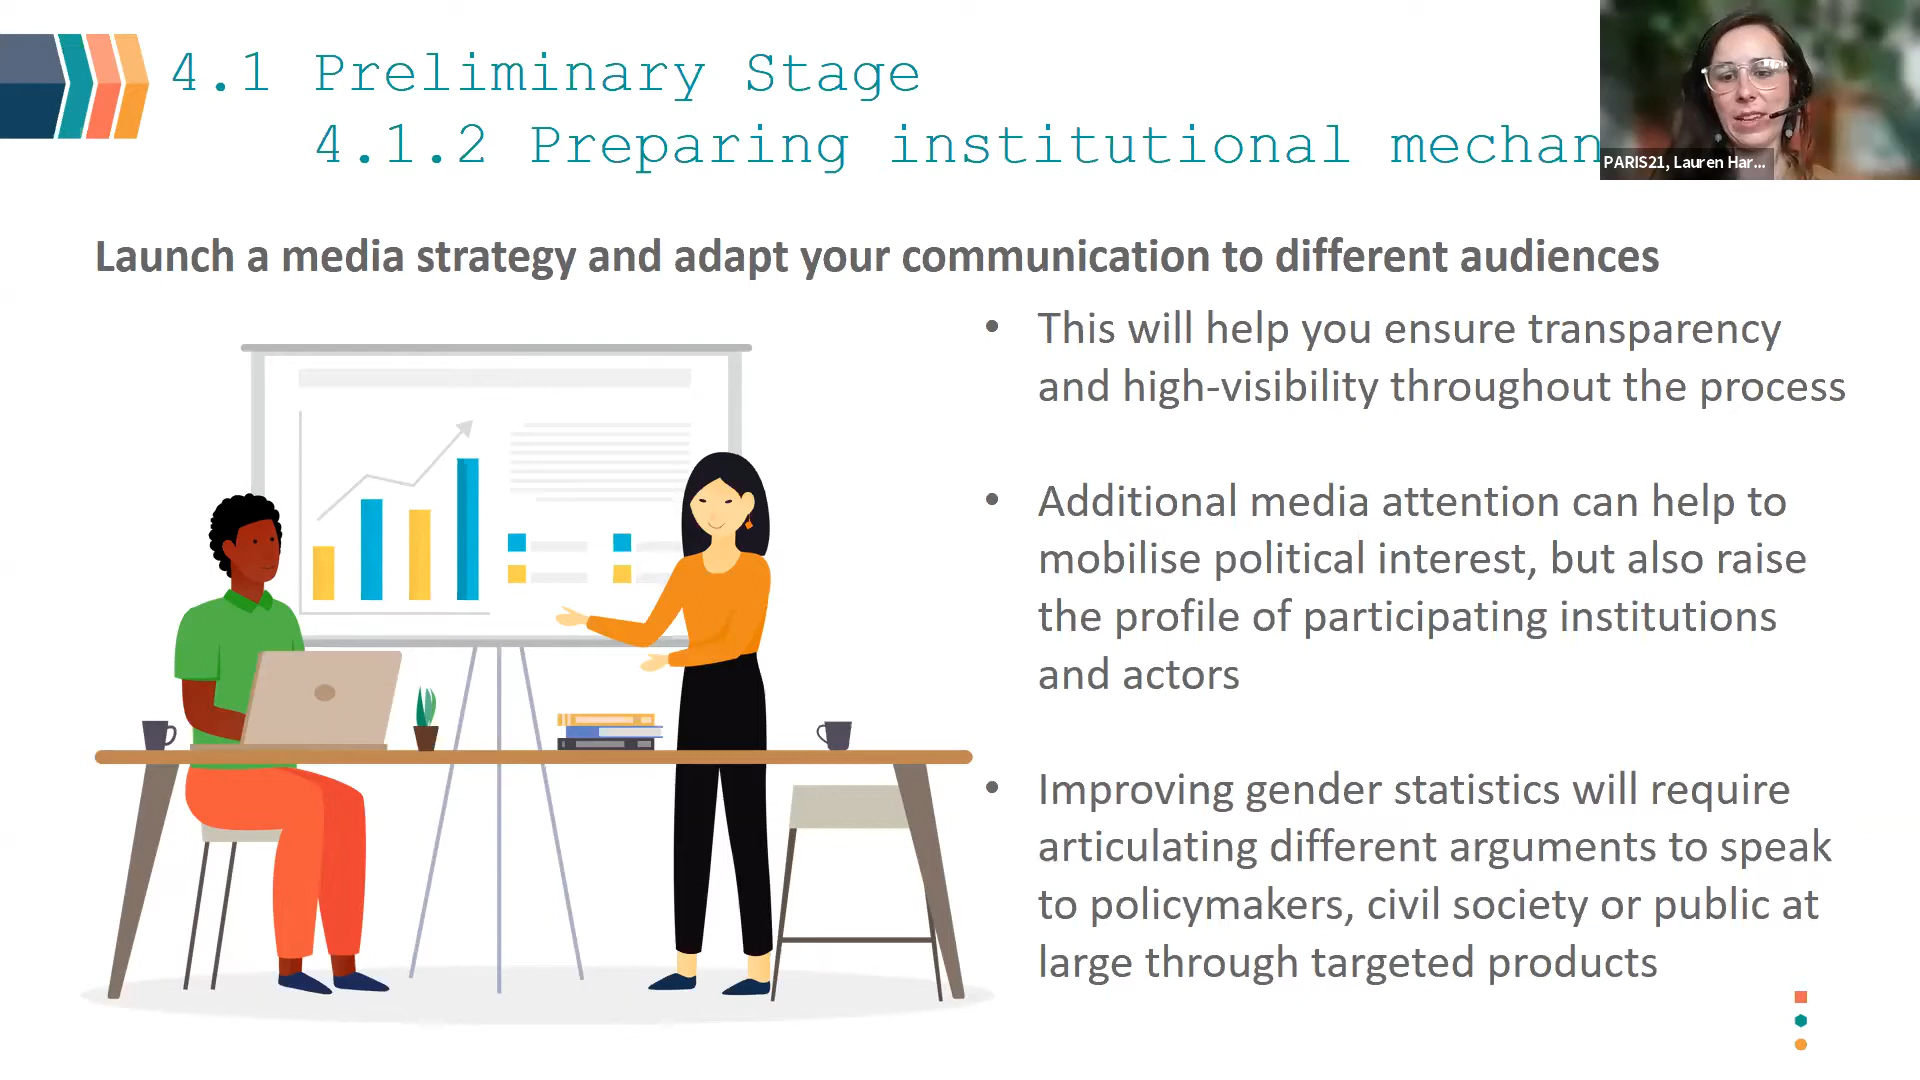 4.1 Preliminary Stage
4.1.2 Preparing institutional mechan
PARIS21, Lauren Har...
Launch a media strategy and adapt your communication to different audiences
• This will help you ensure transparency
and high-visibility throughout the process
• Additional media attention can help to
mobilise political interest, but also raise
the profile of participating institutions
and actors
• Improving gender statistics will require
articulating different arguments to speak
to policymakers, civil society or public at
large through targeted products